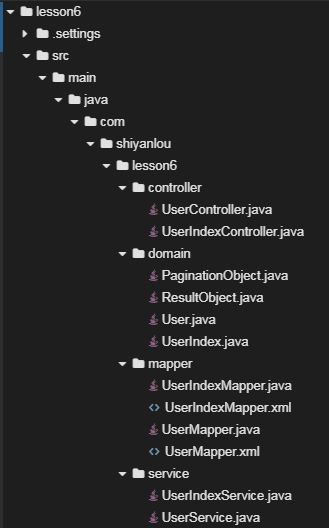 lesson6
.settings
src
main
java
com
shiyanlou
lesson6
controller
UserController.java
UserIndexController.java
domain
PaginationObject.java
ResultObject.java
User.java
UserIndex.java
mapper
UserIndexMapper.java
<> UserIndexMapper.xml
UserMapper.java
<> UserMapper.xml
service
UserIndexService.java
UserService.java